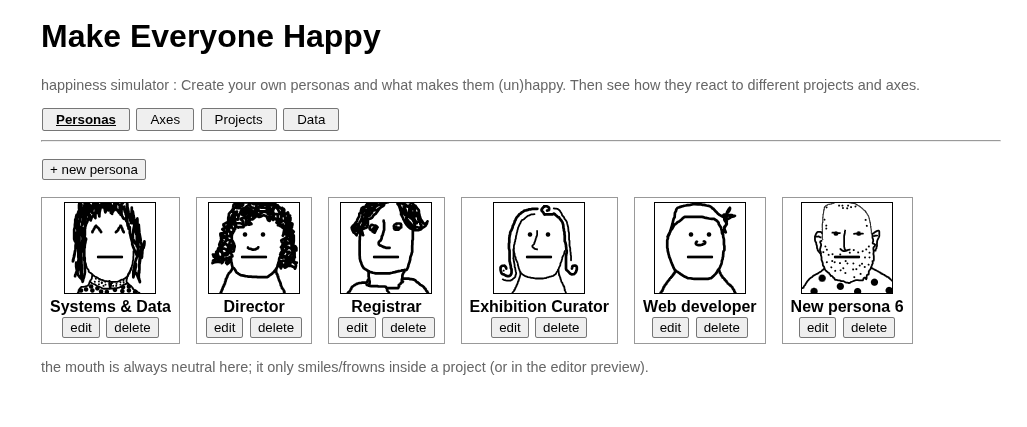 Make Everyone Happy
happiness simulator : Create your own personas and what makes them (un)happy. Then see how they react to different projects and axes.
Personas Axes Projects Data
+ new persona
Systems & Data Director Registrar Exhibition Curator Web developer New persona 6
edit delete edit delete edit delete edit delete edit delete edit delete
the mouth is always neutral here; it only smiles/frowns inside a project (or in the editor preview).